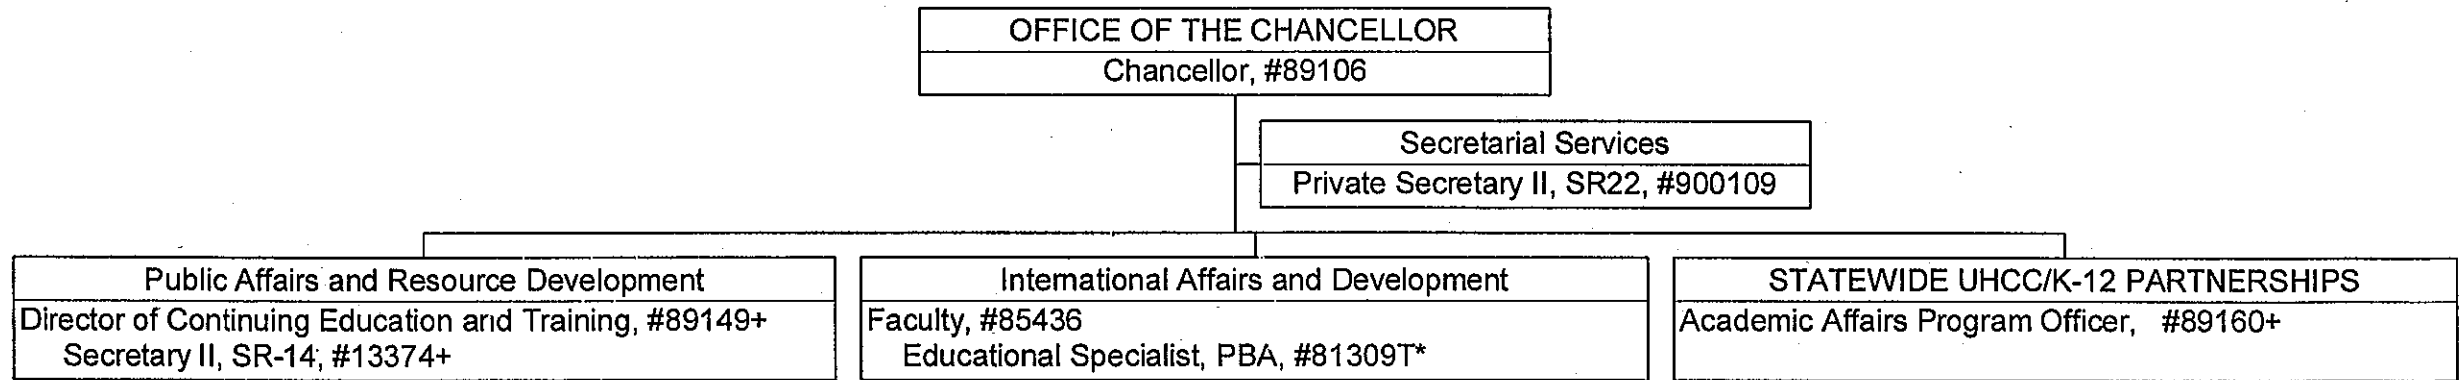 OFFICE OF THE CHANCELLOR
Chancellor, #89106
Secretarial Services
Private Secretary II, SR22, #900109
Public Affairs and Resource Development
Director of Continuing Education and Training, #89149+
Secretary II, SR-14, #13374+
International Affairs and Development
Faculty, #85436
Educational Specialist, PBA, #81309T*
STATEWIDE UHCC/K-12 PARTNERSHIPS
Academic Affairs Program Officer, #89160+